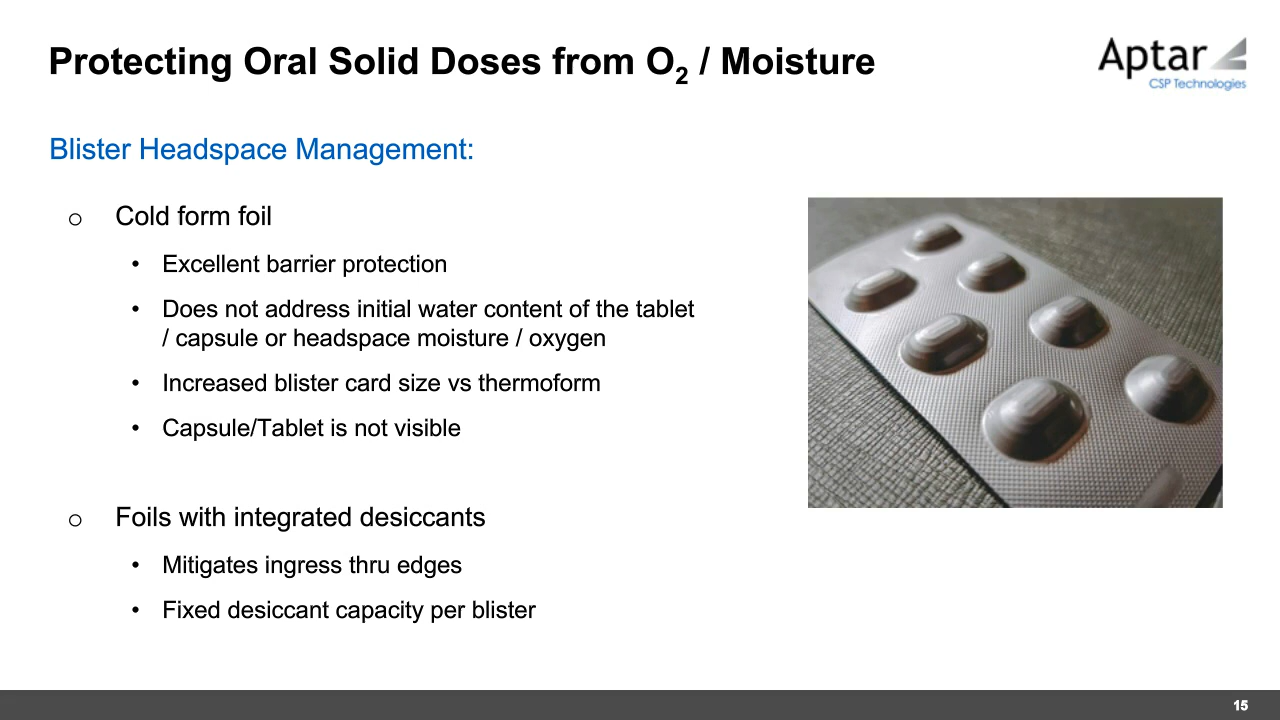 Protecting Oral Solid Doses from O₂ / Moisture
Aptar
CSP Technologies
Blister Headspace Management:
o Cold form foil
• Excellent barrier protection
• Does not address initial water content of the tablet
/ capsule or headspace moisture / oxygen
• Increased blister card size vs thermoform
• Capsule/Tablet is not visible
o Foils with integrated desiccants
• Mitigates ingress thru edges
• Fixed desiccant capacity per blister
15